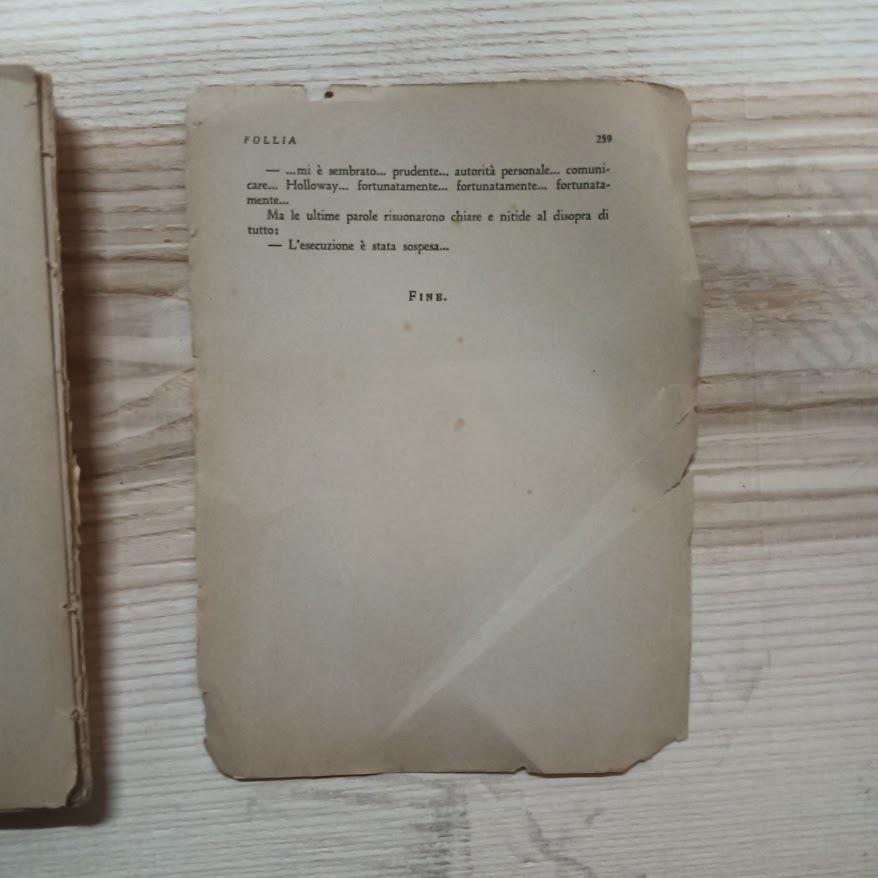 FOLLIA 259
— ...mi è sembrato... prudente... autorità personale... comuni-
care... Holloway... fortunatamente... fortunatamente... fortunata-
mente...
Ma le ultime parole risuonarono chiare e nitide al disopra di
tutto:
— L'esecuzione è stata sospesa...
FINE.